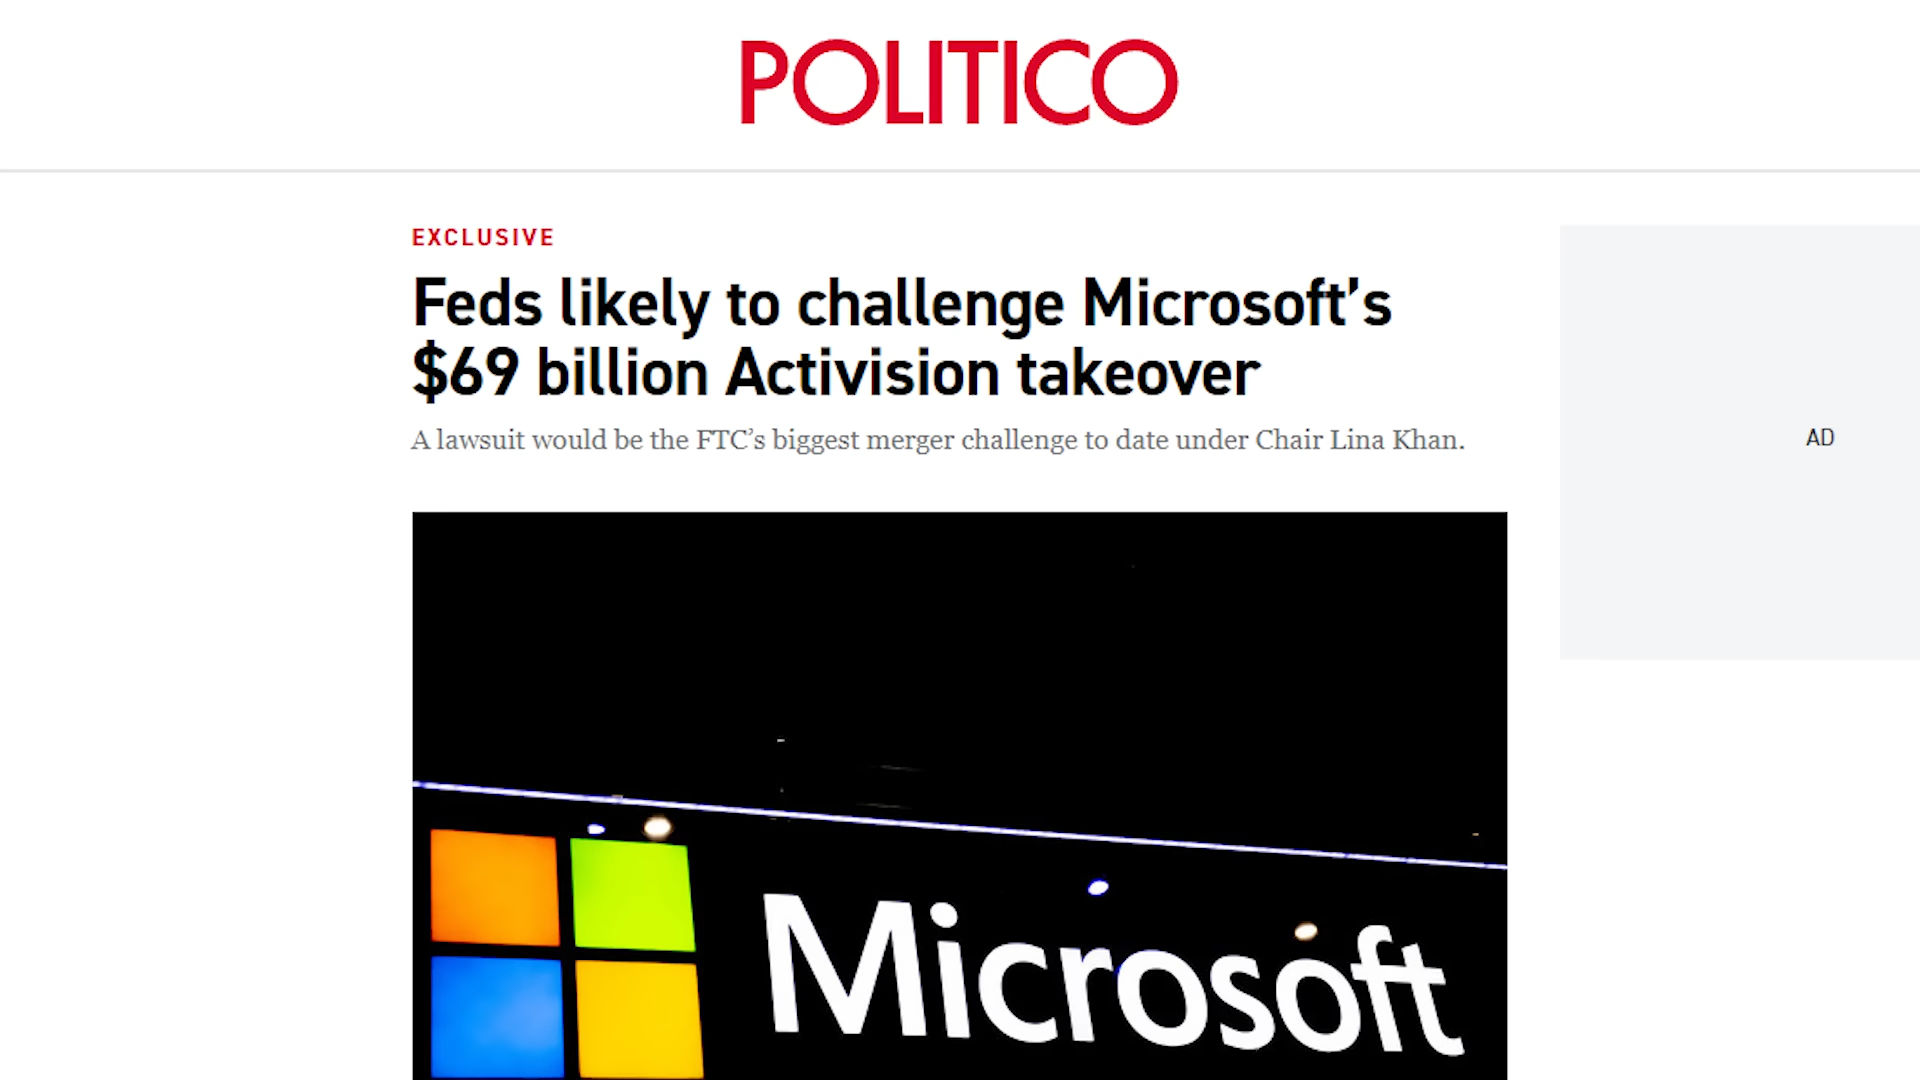 POLITICO
EXCLUSIVE
Feds likely to challenge Microsoft’s
$69 billion Activision takeover
A lawsuit would be the FTC’s biggest merger challenge to date under Chair Lina Khan.
AD
Microsoft